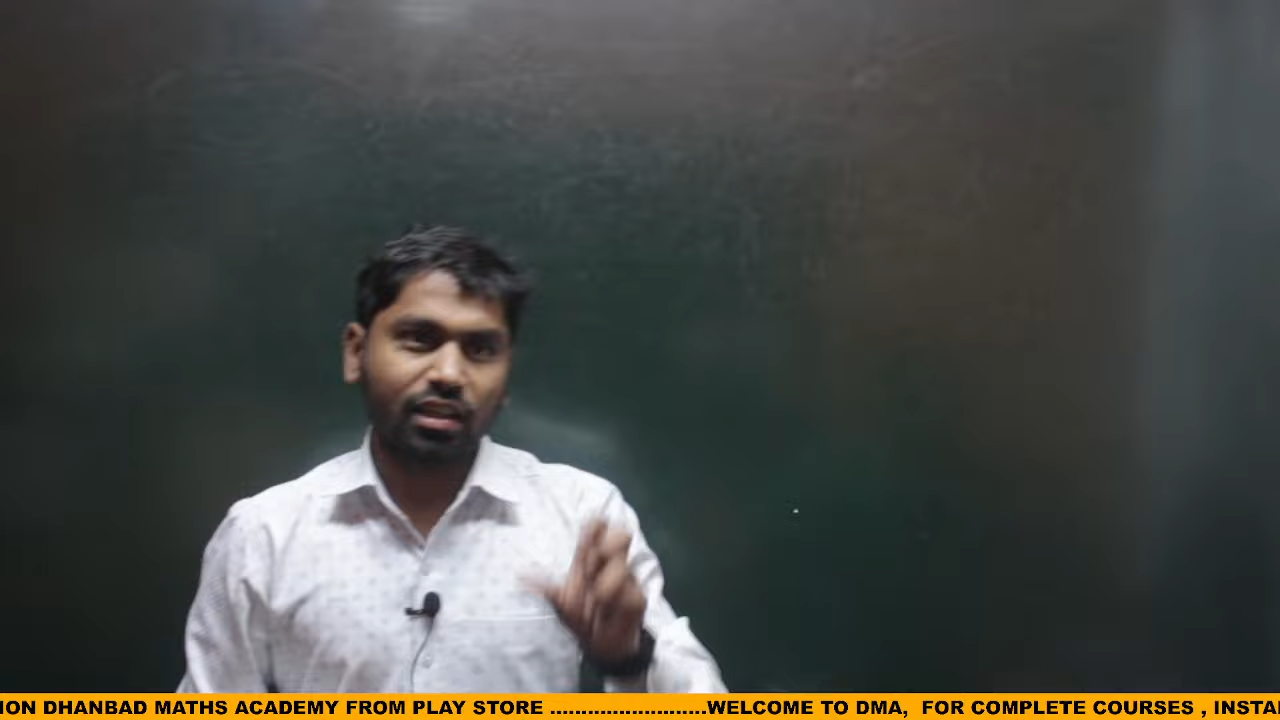 ION DHANBAD MATHS ACADEMY FROM PLAY STORE .........................WELCOME TO DMA,  FOR COMPLETE COURSES , INSTA